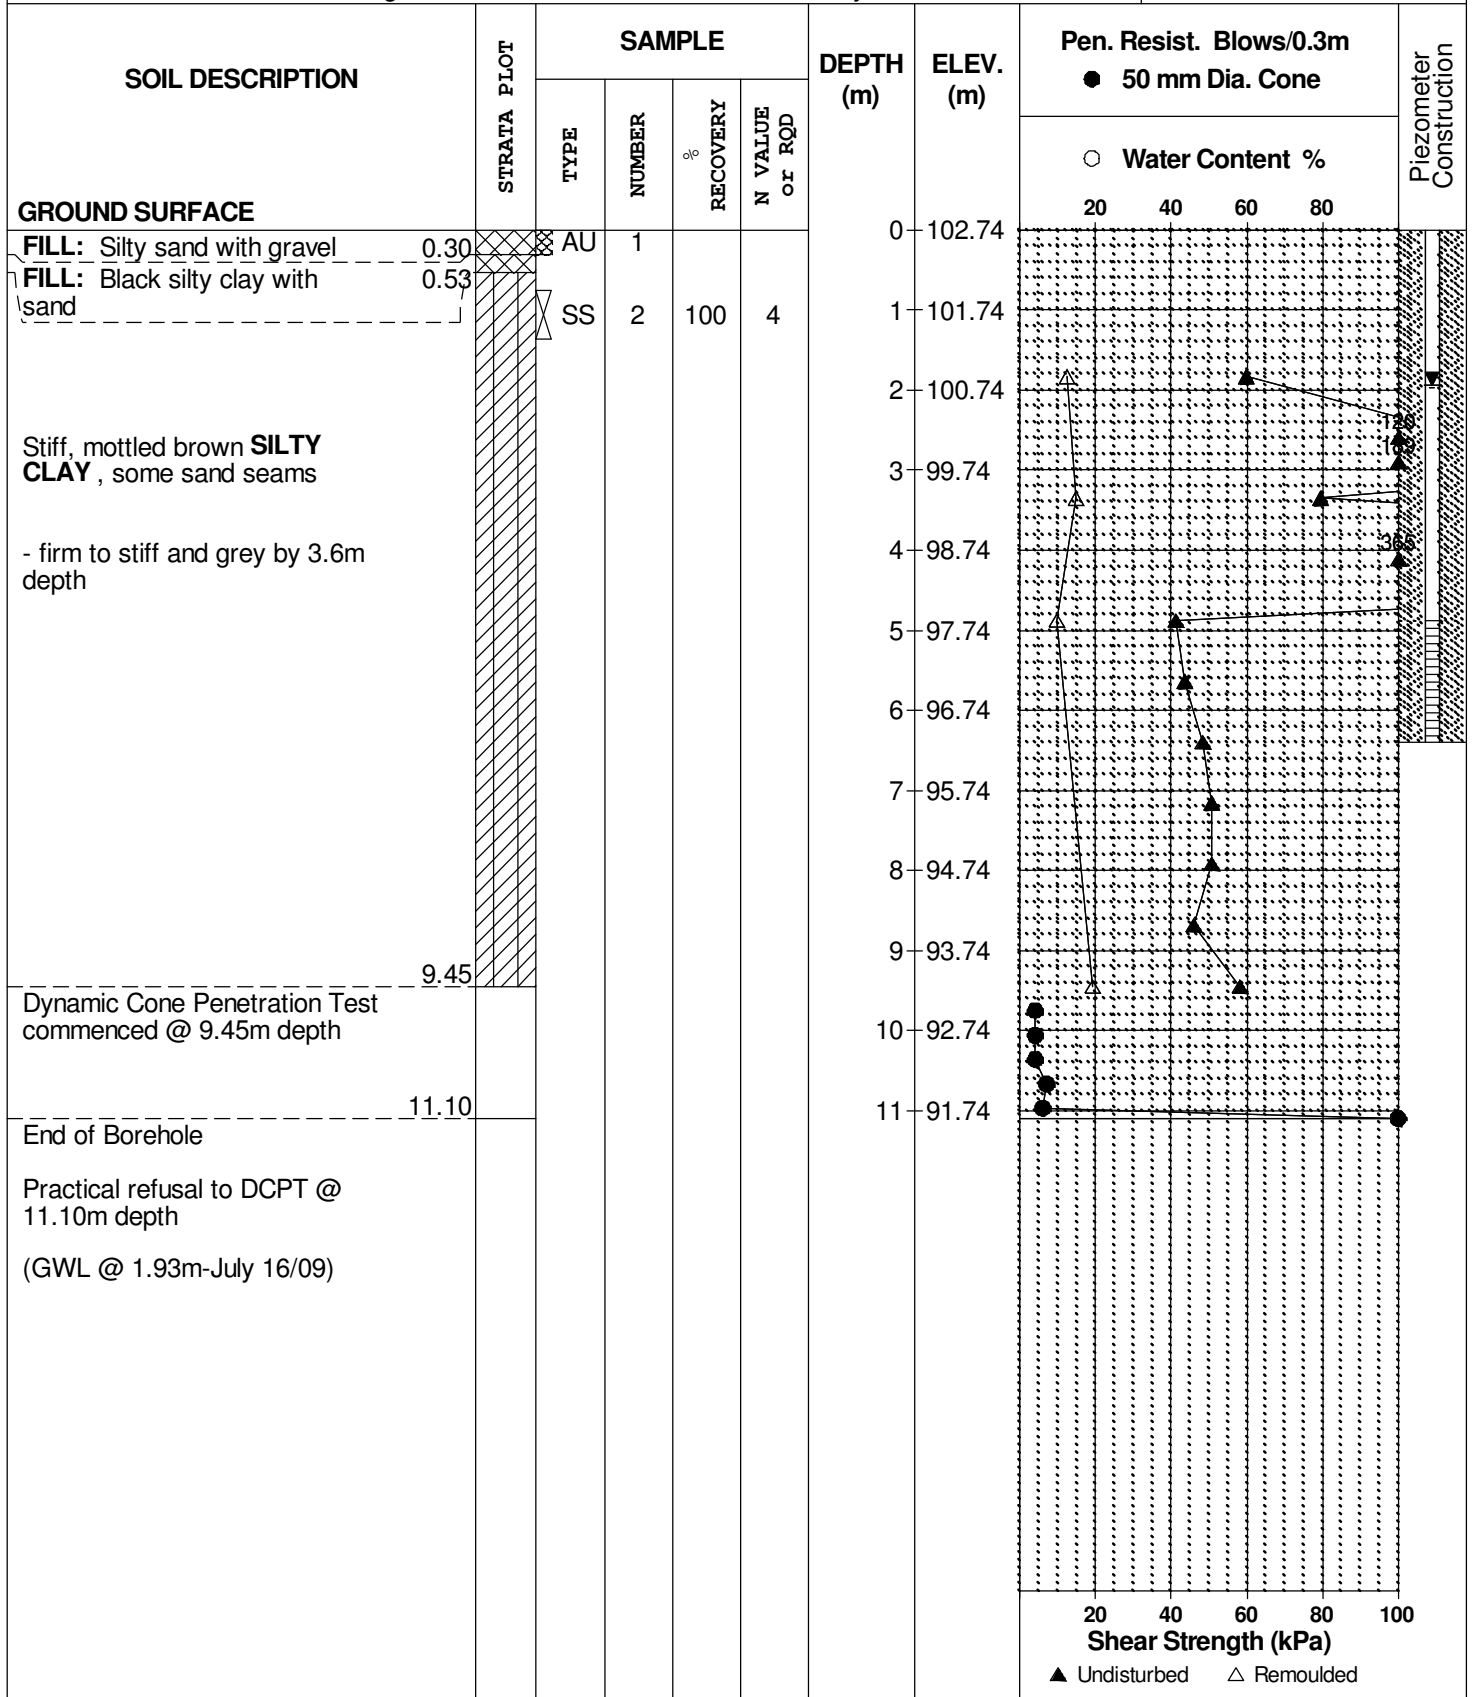 SOIL DESCRIPTION
GROUND SURFACE
STRATA PLOT
SAMPLE
TYPE
NUMBER
% RECOVERY
N VALUE
or RQD
DEPTH
(m)
ELEV.
(m)
Pen. Resist. Blows/0.3m
● 50 mm Dia. Cone
○ Water Content %
20 40 60 80
Piezometer
Construction
FILL: Silty sand with gravel 0.30
FILL: Black silty clay with 0.53
sand
AU 1
SS 2 100 4
Stiff, mottled brown SILTY
CLAY , some sand seams
- firm to stiff and grey by 3.6m
depth
9.45
Dynamic Cone Penetration Test
commenced @ 9.45m depth
11.10
End of Borehole
Practical refusal to DCPT @
11.10m depth
(GWL @ 1.93m-July 16/09)
0 102.74
1 101.74
2 100.74
3 99.74
4 98.74
5 97.74
6 96.74
7 95.74
8 94.74
9 93.74
10 92.74
11 91.74
365
20 40 60 80 100
Shear Strength (kPa)
▲ Undisturbed △ Remoulded